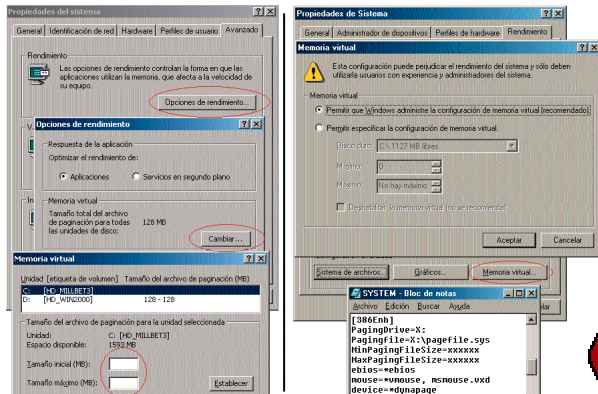 Propiedades del sistema
General Identificación de red Hardware Perfiles de usuario Avanzado
Rendimiento
Las opciones de rendimiento controlan la forma en que las
aplicaciones utilizan la memoria, que afecta a la velocidad de
su equipo.
Opciones de rendimiento...
Opciones de rendimiento
Respuesta de la aplicación
Optimizar el rendimiento de:
Aplicaciones Servicios en segundo plano
Memoria virtual
Tamaño total del archivo
de paginación para todas 128 MB
las unidades de disco:
Cambiar...
Memoria virtual
Unidad [etiqueta de volumen] Tamaño del archivo de paginación (MB)
C: [HD_MILLBET3]
D: [HD_WIN2000] 128 - 128
Tamaño del archivo de paginación para la unidad seleccionada
Unidad: C: [HD_MILLBET3]
Espacio disponible: 1593 MB
Tamaño inicial (MB):
Tamaño máximo (MB):
Establecer
Propiedades de Sistema
General Administrador de dispositivos Perfiles de hardware Rendimiento
Memoria virtual
Esta configuración puede perjudicar el rendimiento del sistema y sólo deben
utilizarla usuarios con experiencia y administradores del sistema.
Memoria virtual
Permitir que Windows administre la configuración de memoria virtual (recomendado).
Permitir especificar la configuración de memoria virtual.
Disco duro: C:\ 1127 MB libres
Mínimo: 0
Máximo: No hay máximo
Deshabilitar la memoria virtual (no se recomienda)
Aceptar Cancelar
Sistema de archivos... Gráficos... Memoria virtual...
SYSTEM - Bloc de notas
Archivo Edición Buscar Ayuda
[386Enh]
PagingDrive=X:
PagingFile=X:\pagefile.sys
MinPagingFileSize=xxxxxx
MaxPagingFileSize=xxxxxx
ebios=*ebios
mouse=*vmouse, msmouse.vxd
device=*dynapage